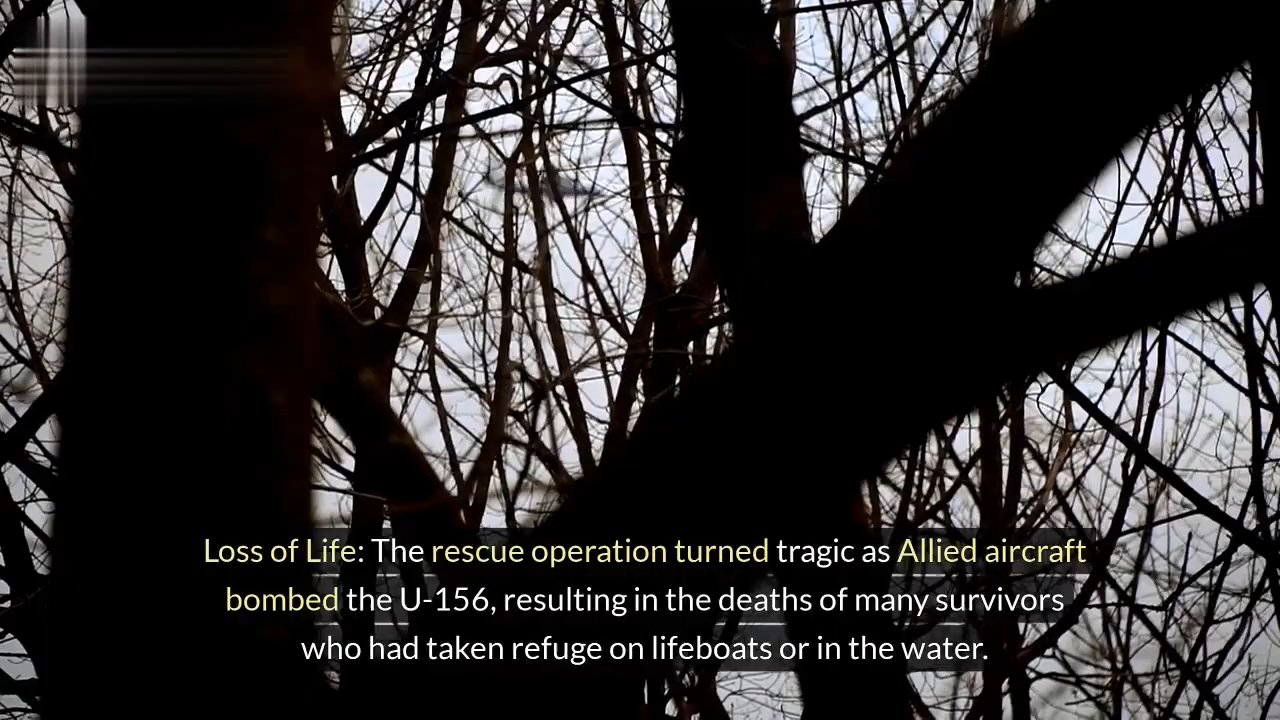 Loss of Life: The rescue operation turned tragic as Allied aircraft
bombed the U-156, resulting in the deaths of many survivors
who had taken refuge on lifeboats or in the water.